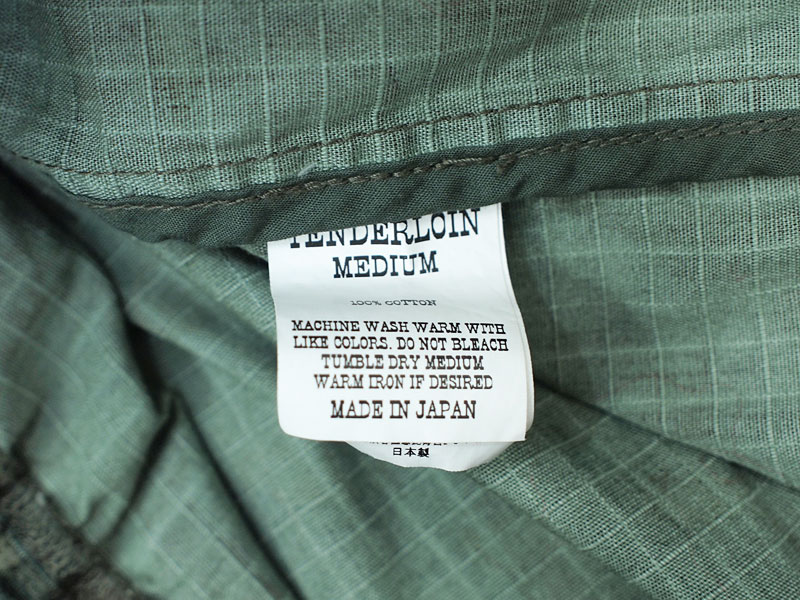 TENDERLOIN
MEDIUM
100% COTTON
MACHINE WASH WARM WITH
LIKE COLORS. DO NOT BLEACH
TUMBLE DRY MEDIUM
WARM IRON IF DESIRED
MADE IN JAPAN
日本製